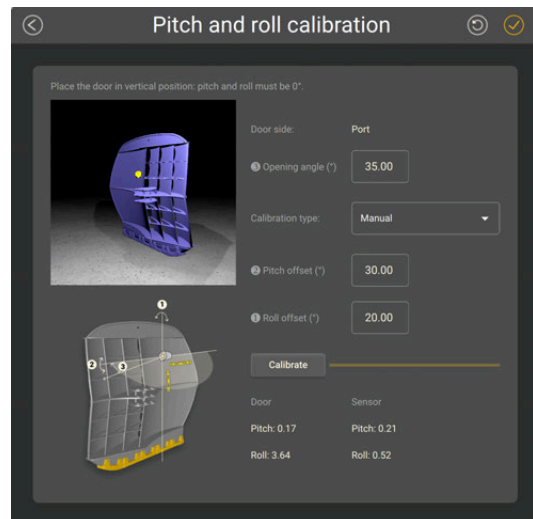 Pitch and roll calibration
Place the door in vertical position: pitch and roll must be 0°.
Door side: Port
❸ Opening angle (°) 35.00
Calibration type: Manual
❷ Pitch offset (°) 30.00
❶ Roll offset (°) 20.00
Calibrate
Door Sensor
Pitch: 0.17 Pitch: 0.21
Roll: 3.64 Roll: 0.52
1
2
3